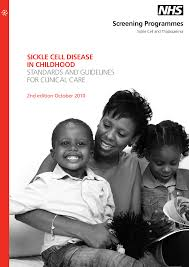 NHS
Screening Programmes
Sickle Cell and Thalassaemia
SICKLE CELL DISEASE
IN CHILDHOOD
STANDARDS AND GUIDELINES
FOR CLINICAL CARE
2nd edition October 2010